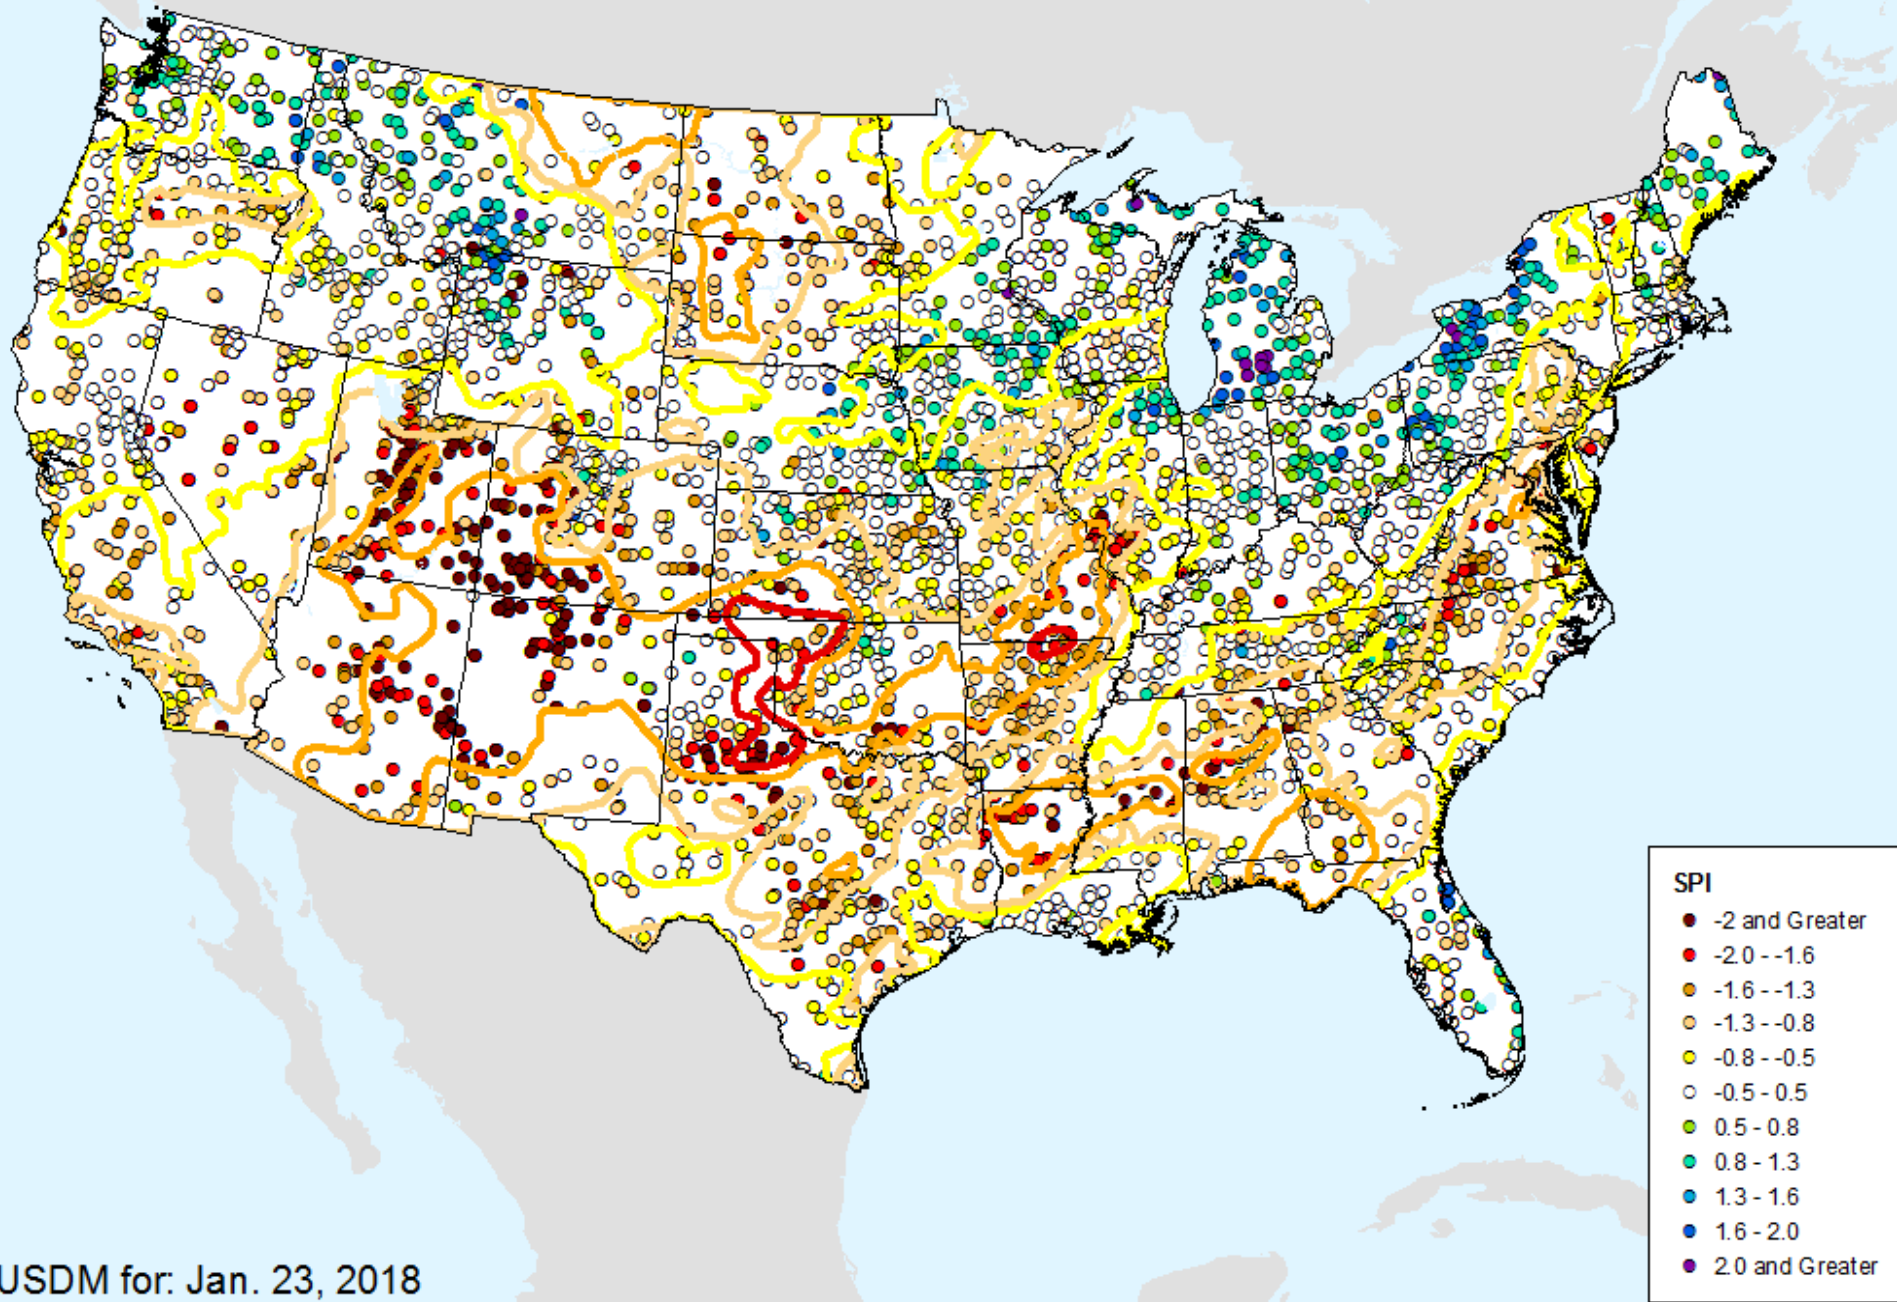 SPI
-2 and Greater
-2.0 - -1.6
-1.6 - -1.3
-1.3 - -0.8
-0.8 - -0.5
-0.5 - 0.5
0.5 - 0.8
0.8 - 1.3
1.3 - 1.6
1.6 - 2.0
2.0 and Greater
USDM for: Jan. 23, 2018